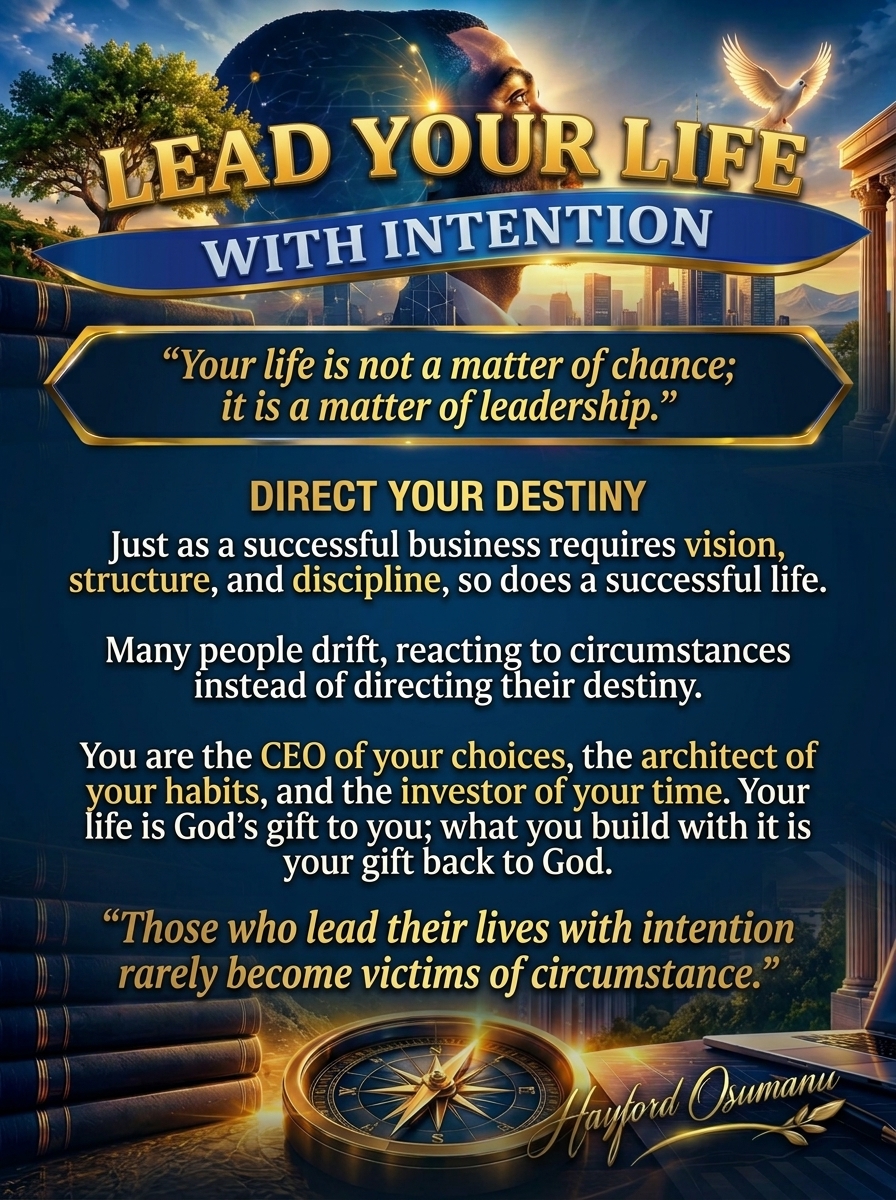 LEAD YOUR LIFE
WITH INTENTION
“Your life is not a matter of chance;
it is a matter of leadership.”
DIRECT YOUR DESTINY
Just as a successful business requires vision,
structure, and discipline, so does a successful life.
Many people drift, reacting to circumstances
instead of directing their destiny.
You are the CEO of your choices, the architect of
your habits, and the investor of your time. Your
life is God’s gift to you; what you build with it is
your gift back to God.
“Those who lead their lives with intention
rarely become victims of circumstance.”
N
S
Hayford Osumanu